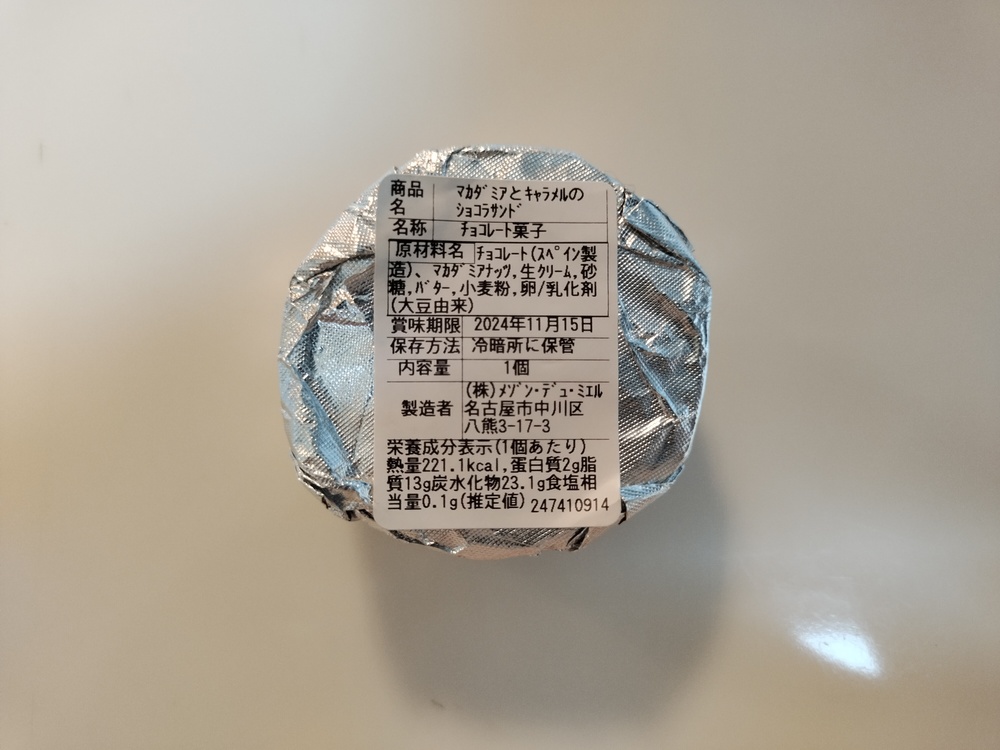 商品名 マカダミアとキャラメルの
ショコラサンド
名称 チョコレート菓子
原材料名 チョコレート(スペイン製
造)、マカダミアナッツ,生クリーム,砂
糖,バター,小麦粉,卵/乳化剤
(大豆由来)
賞味期限 2024年11月15日
保存方法 冷暗所に保管
内容量 1個
製造者 (株)メゾン・デュ・ミエル
名古屋市中川区
八熊3-17-3
栄養成分表示(1個あたり)
熱量221.1kcal,蛋白質2g脂
質13g炭水化物23.1g食塩相
当量0.1g(推定値) 247410914